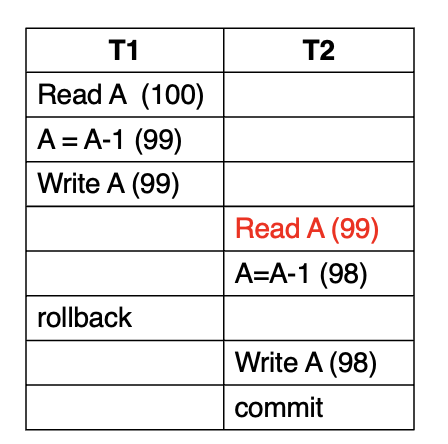 T1 T2
Read A (100)
A = A-1 (99)
Write A (99)
Read A (99)
A=A-1 (98)
rollback
Write A (98)
commit